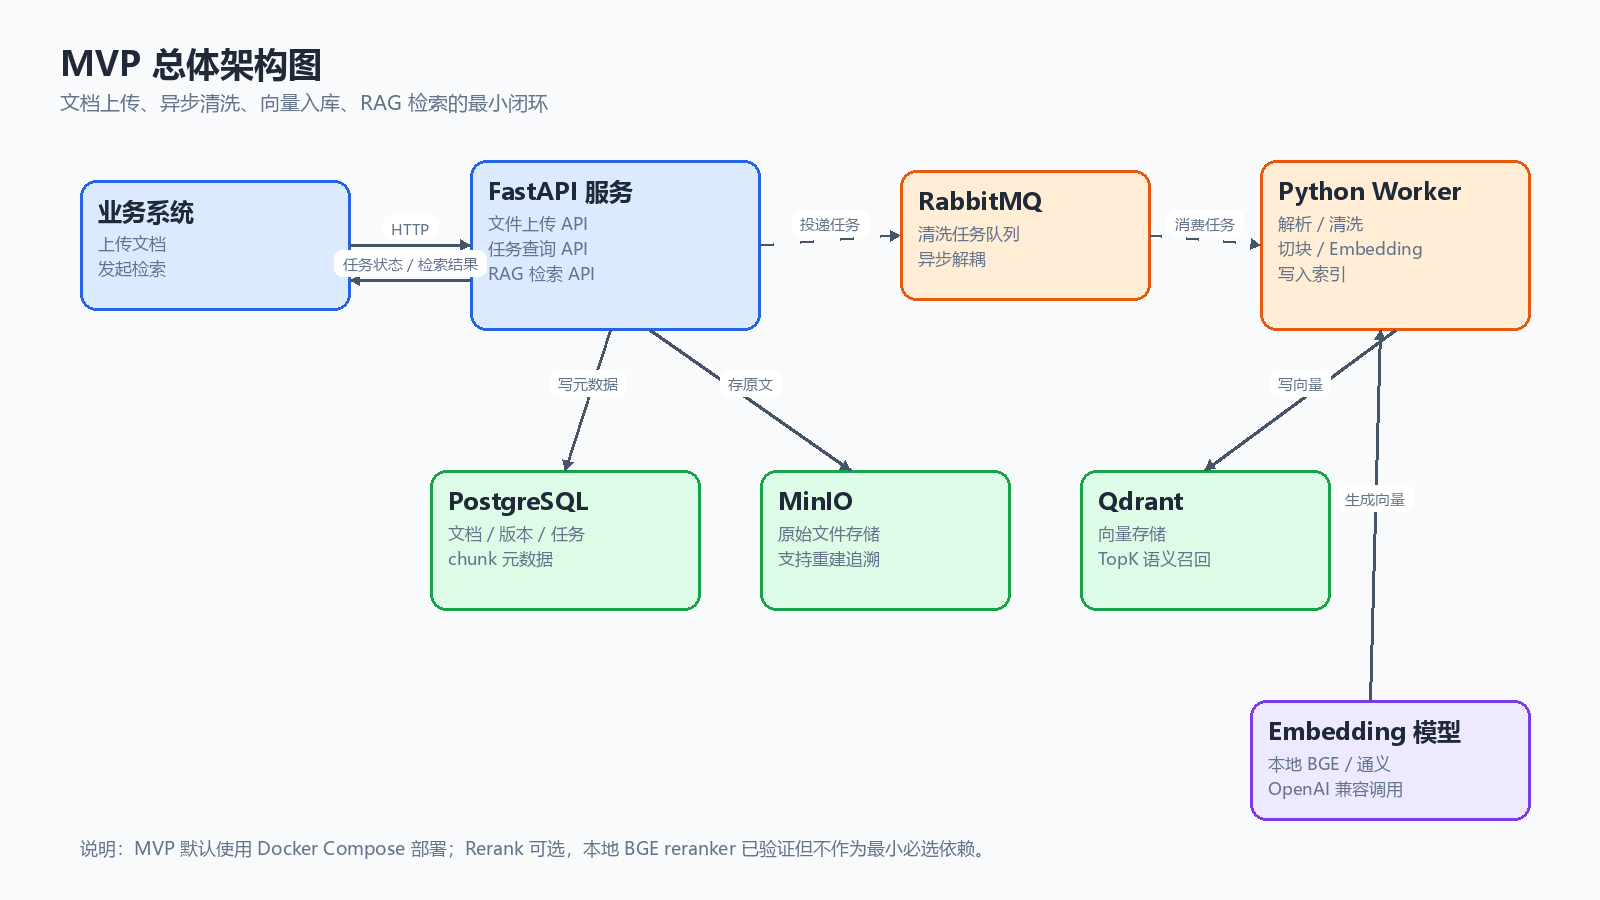 MVP 总体架构图
文档上传、异步清洗、向量入库、RAG 检索的最小闭环
业务系统
上传文档
发起检索
HTTP
任务状态 / 检索结果
FastAPI 服务
文件上传 API
任务查询 API
RAG 检索 API
投递任务
RabbitMQ
清洗任务队列
异步解耦
消费任务
Python Worker
解析 / 清洗
切块 / Embedding
写入索引
写元数据
存原文
写向量
PostgreSQL
文档 / 版本 / 任务
chunk 元数据
MinIO
原始文件存储
支持重建追溯
Qdrant
向量存储
TopK 语义召回
生成向量
Embedding 模型
本地 BGE / 通义
OpenAI 兼容调用
说明：MVP 默认使用 Docker Compose 部署；Rerank 可选，本地 BGE reranker 已验证但不作为最小必选依赖。